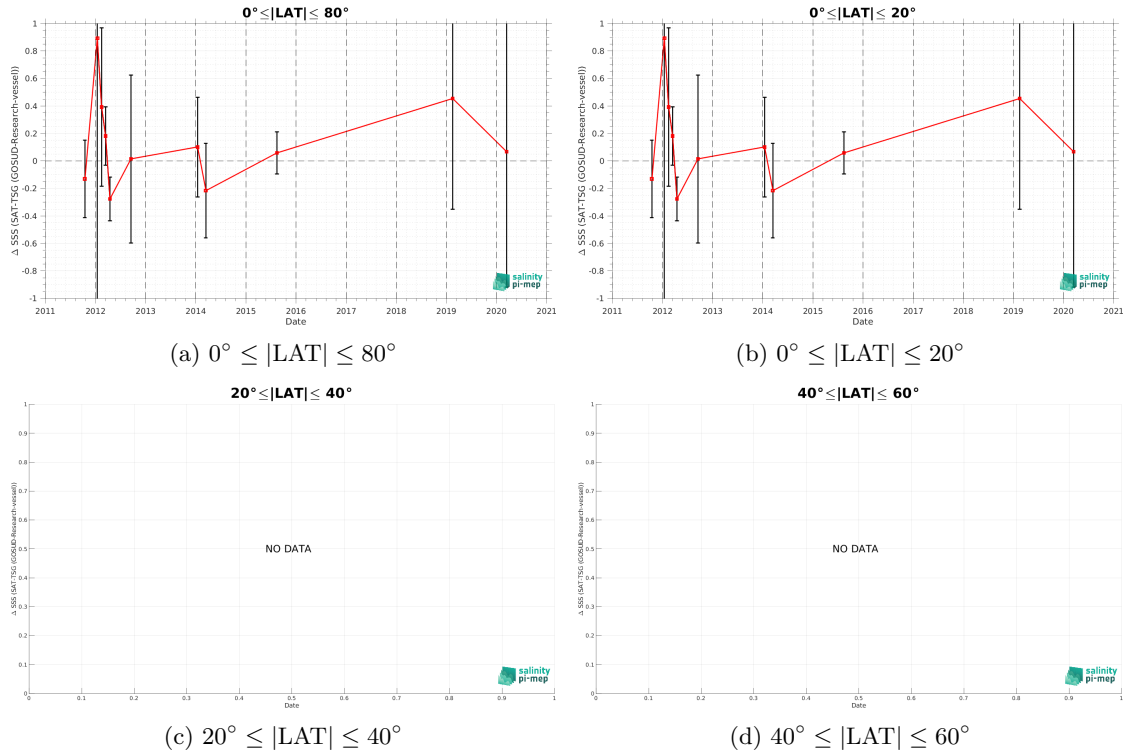 0°≤|LAT|≤ 80°
Δ SSS (SAT-TSG (GOSUD-Research-vessel))
1
0.8
0.6
0.4
0.2
0
-0.2
-0.4
-0.6
-0.8
-1
2011 2012 2013 2014 2015 2016 2017 2018 2019 2020 2021
Date
salinity
pi-mep
(a) 0° ≤ |LAT| ≤ 80°
0°≤|LAT|≤ 20°
Δ SSS (SAT-TSG (GOSUD-Research-vessel))
1
0.8
0.6
0.4
0.2
0
-0.2
-0.4
-0.6
-0.8
-1
2011 2012 2013 2014 2015 2016 2017 2018 2019 2020 2021
Date
salinity
pi-mep
(b) 0° ≤ |LAT| ≤ 20°
20°≤|LAT|≤ 40°
Δ SSS (SAT-TSG (GOSUD-Research-vessel))
1
0.9
0.8
0.7
0.6
0.5
0.4
0.3
0.2
0.1
0
NO DATA
0 0.1 0.2 0.3 0.4 0.5 0.6 0.7 0.8 0.9 1
Date
salinity
pi-mep
(c) 20° ≤ |LAT| ≤ 40°
40°≤|LAT|≤ 60°
Δ SSS (SAT-TSG (GOSUD-Research-vessel))
1
0.9
0.8
0.7
0.6
0.5
0.4
0.3
0.2
0.1
0
NO DATA
0 0.1 0.2 0.3 0.4 0.5 0.6 0.7 0.8 0.9 1
Date
salinity
pi-mep
(d) 40° ≤ |LAT| ≤ 60°